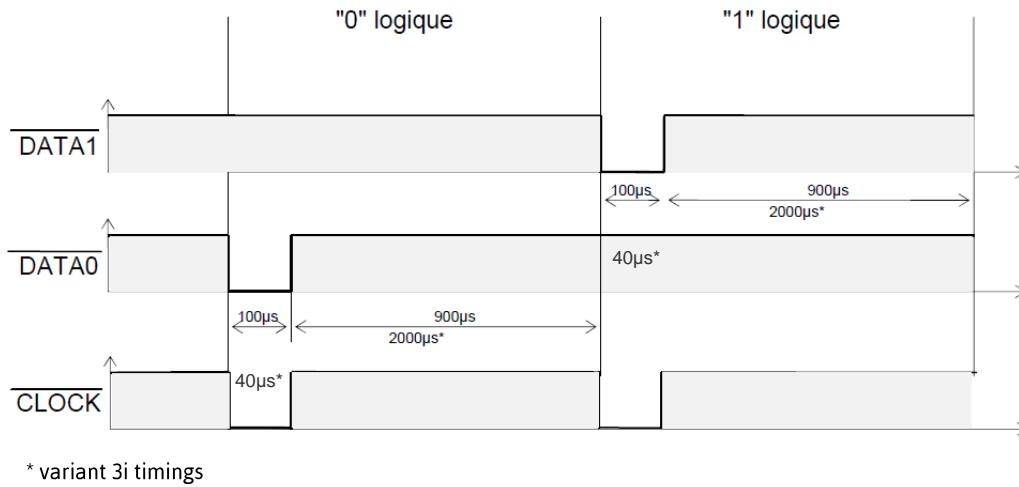 "0" logique
"1" logique
DATA1
100µs
900µs
2000µs*
DATA0
40µs*
100µs
900µs
2000µs*
40µs*
CLOCK
* variant 3i timings